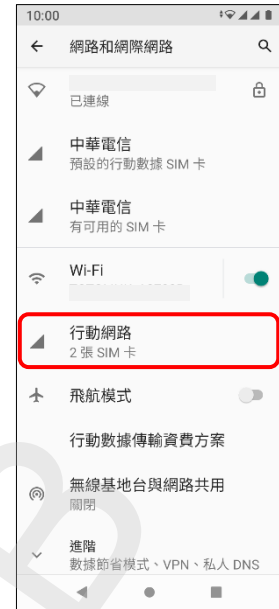 10:00
網路和網際網路
已連線
中華電信
預設的行動數據 SIM 卡
中華電信
有可用的 SIM 卡
Wi-Fi
行動網路
2 張 SIM 卡
飛航模式
行動數據傳輸資費方案
無線基地台與網路共用
關閉
進階
數據節省模式、VPN、私人 DNS